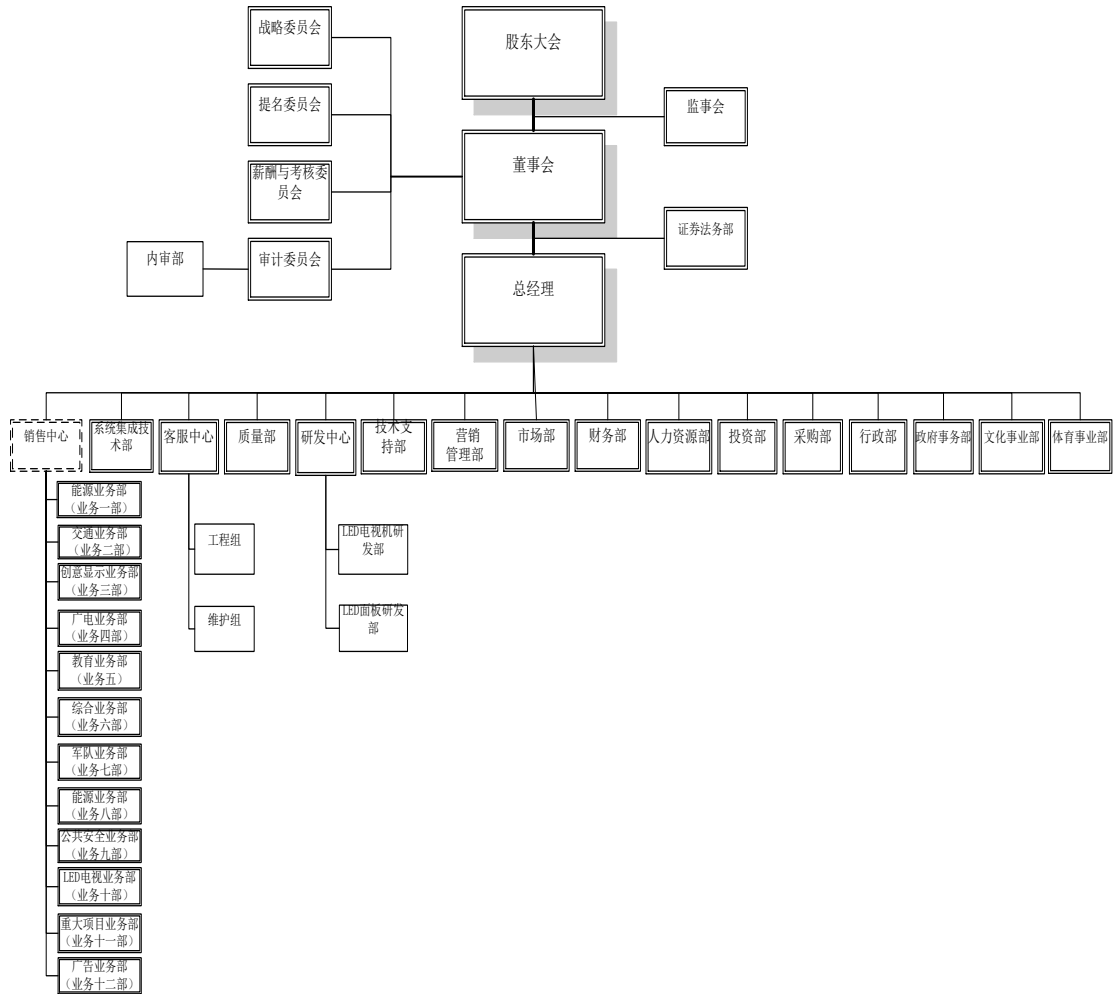 战略委员会
股东大会
提名委员会
监事会
董事会
薪酬与考核委
员会
证券法务部
内审部
审计委员会
总经理
销售中心
系统集成技
术部
客服中心
质量部
研发中心
技术支
持部
营销
管理部
市场部
财务部
人力资源部
投资部
采购部
行政部
政府事务部
文化事业部
体育事业部
能源业务部
（业务一部）
交通业务部
（业务二部）
创意显示业务部
（业务三部）
广电业务部
（业务四部）
教育业务部
（业务五）
综合业务部
（业务六部）
军队业务部
（业务七部）
能源业务部
（业务八部）
公共安全业务部
（业务九部）
LED电视业务部
（业务十部）
重大项目业务部
（业务十一部）
广告业务部
（业务十二部）
工程组
维护组
LED电视机研
发部
LED面板研发
部